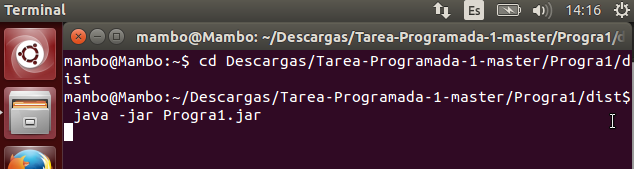 Terminal Es 14:16
mambo@Mambo: ~/Descargas/Tarea-Programada-1-master/Progra1/d
mambo@Mambo:~$ cd Descargas/Tarea-Programada-1-master/Progra1/d
ist
mambo@Mambo:~/Descargas/Tarea-Programada-1-master/Progra1/dist$
java -jar Progra1.jar